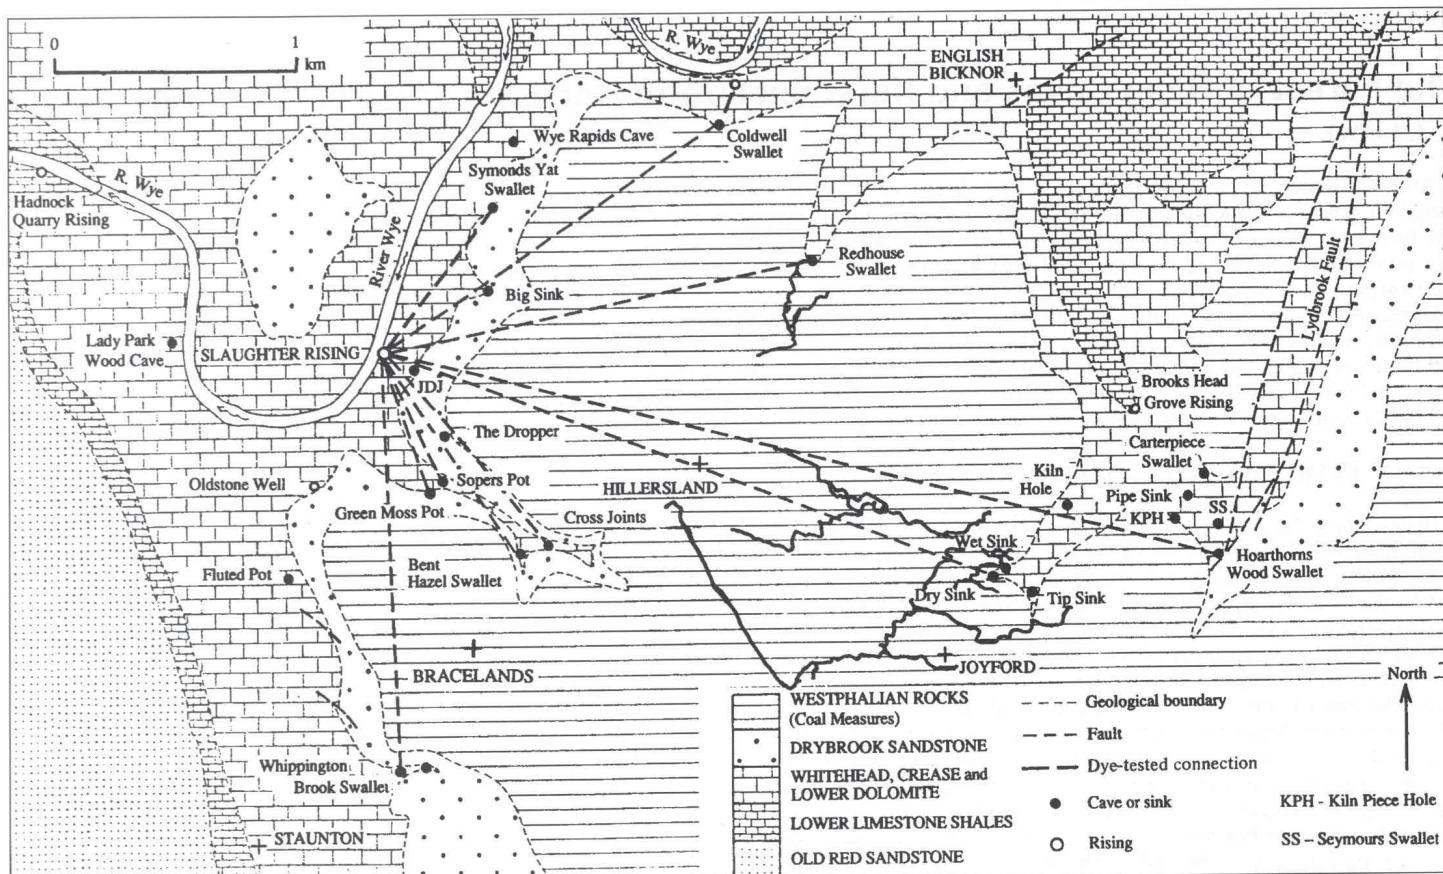 0 1
km
R. Wye
ENGLISH
BICKNOR
Wye Rapids Cave
Coldwell
Swallet
Symonds Yat
Swallet
R. Wye
Hadnock
Quarry Rising
River Wye
Redhouse
Swallet
Big Sink
Lydbrook Fault
Lady Park
Wood Cave
SLAUGHTER RISING
JDJ
Brooks Head
Grove Rising
The Dropper
Carterpiece
Swallet
Oldstone Well
Sopers Pot
HILLERSLAND
Kiln
Hole
Pipe Sink
SS
Green Moss Pot
KPH
Cross Joints
Wet Sink
Hoarthorns
Wood Swallet
Bent
Hazel Swallet
Fluted Pot
Dry Sink
Tip Sink
BRACELANDS
JOYFORD
North
Whippington
Brook Swallet
STAUNTON
WESTPHALIAN ROCKS
(Coal Measures)
DRYBROOK SANDSTONE
WHITEHEAD, CREASE and
LOWER DOLOMITE
LOWER LIMESTONE SHALES
OLD RED SANDSTONE
Geological boundary
Fault
Dye-tested connection
Cave or sink
Rising
KPH - Kiln Piece Hole
SS – Seymours Swallet